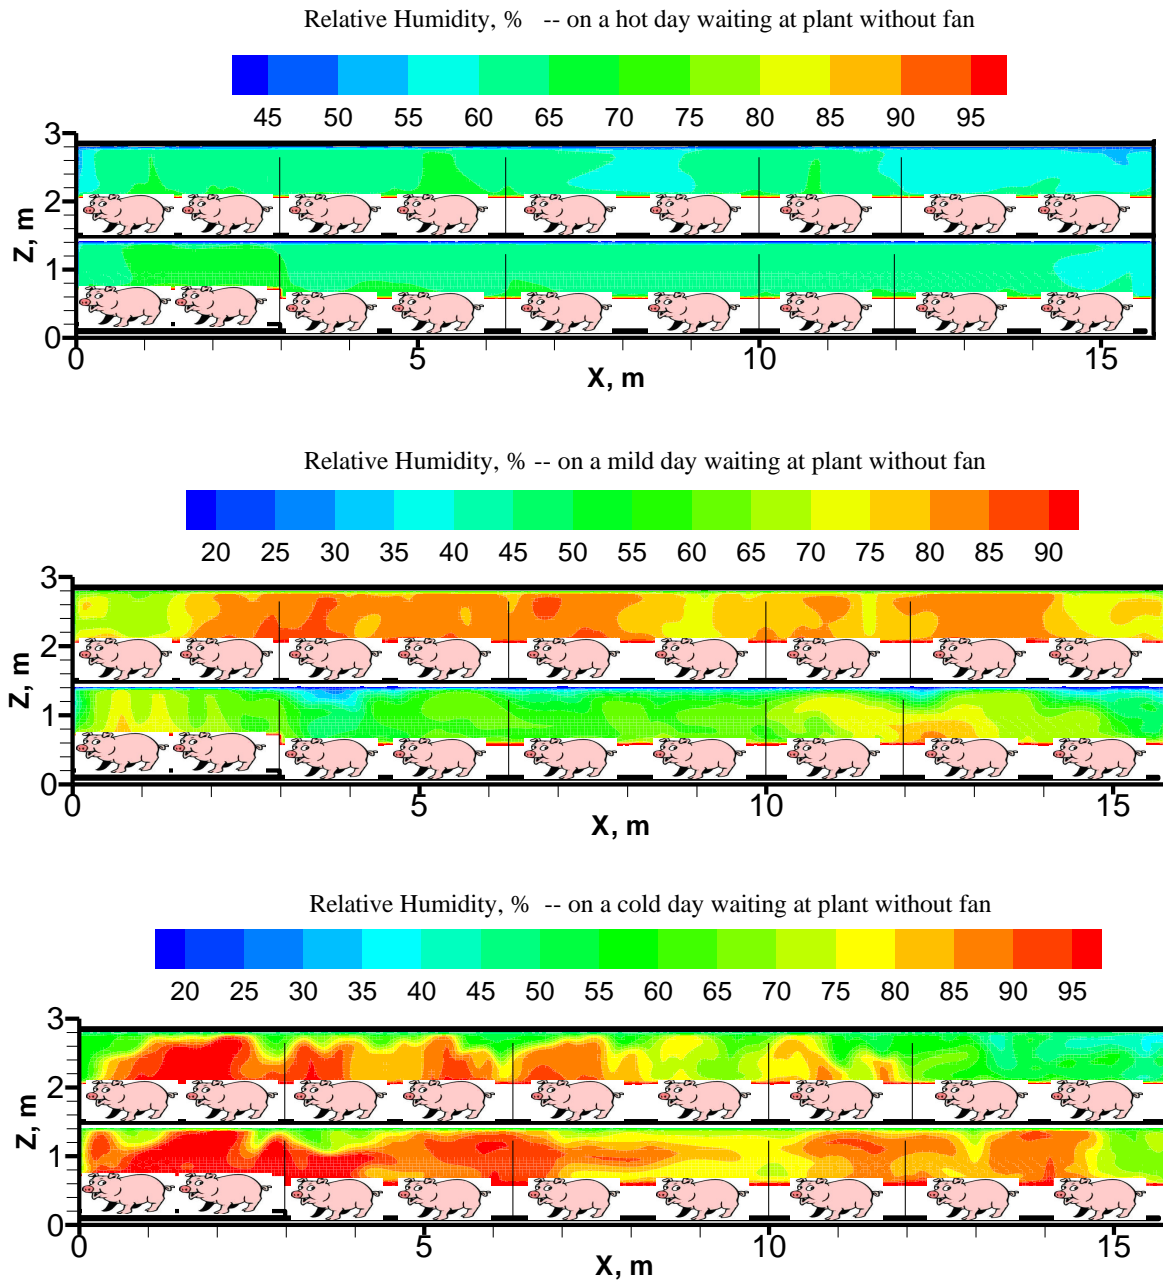 Relative Humidity, % -- on a hot day waiting at plant without fan
45 50 55 60 65 70 75 80 85 90 95
3
2
1
0
Z, m
0 5 10 15
X, m
Relative Humidity, % -- on a mild day waiting at plant without fan
20 25 30 35 40 45 50 55 60 65 70 75 80 85 90
3
2
1
0
Z, m
0 5 10 15
X, m
Relative Humidity, % -- on a cold day waiting at plant without fan
20 25 30 35 40 45 50 55 60 65 70 75 80 85 90 95
3
2
1
0
Z, m
0 5 10 15
X, m